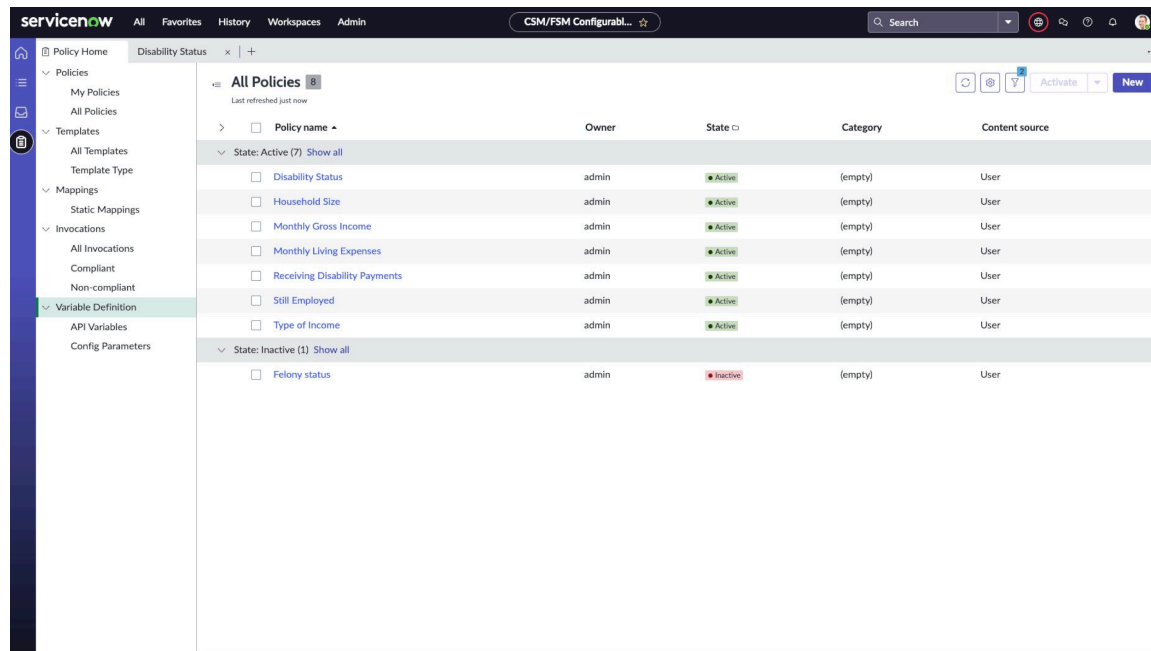 servicenow All Favorites History Workspaces Admin CSM/FSM Configurabl... Search
Policy Home Disability Status × +
Policies
My Policies
All Policies
Templates
All Templates
Template Type
Mappings
Static Mappings
Invocations
All Invocations
Compliant
Non-compliant
Variable Definition
API Variables
Config Parameters
All Policies 8
Last refreshed just now
2
Activate New
Policy name Owner State Category Content source
State: Active (7) Show all
Disability Status admin Active (empty) User
Household Size admin Active (empty) User
Monthly Gross Income admin Active (empty) User
Monthly Living Expenses admin Active (empty) User
Receiving Disability Payments admin Active (empty) User
Still Employed admin Active (empty) User
Type of Income admin Active (empty) User
State: Inactive (1) Show all
Felony status admin Inactive (empty) User